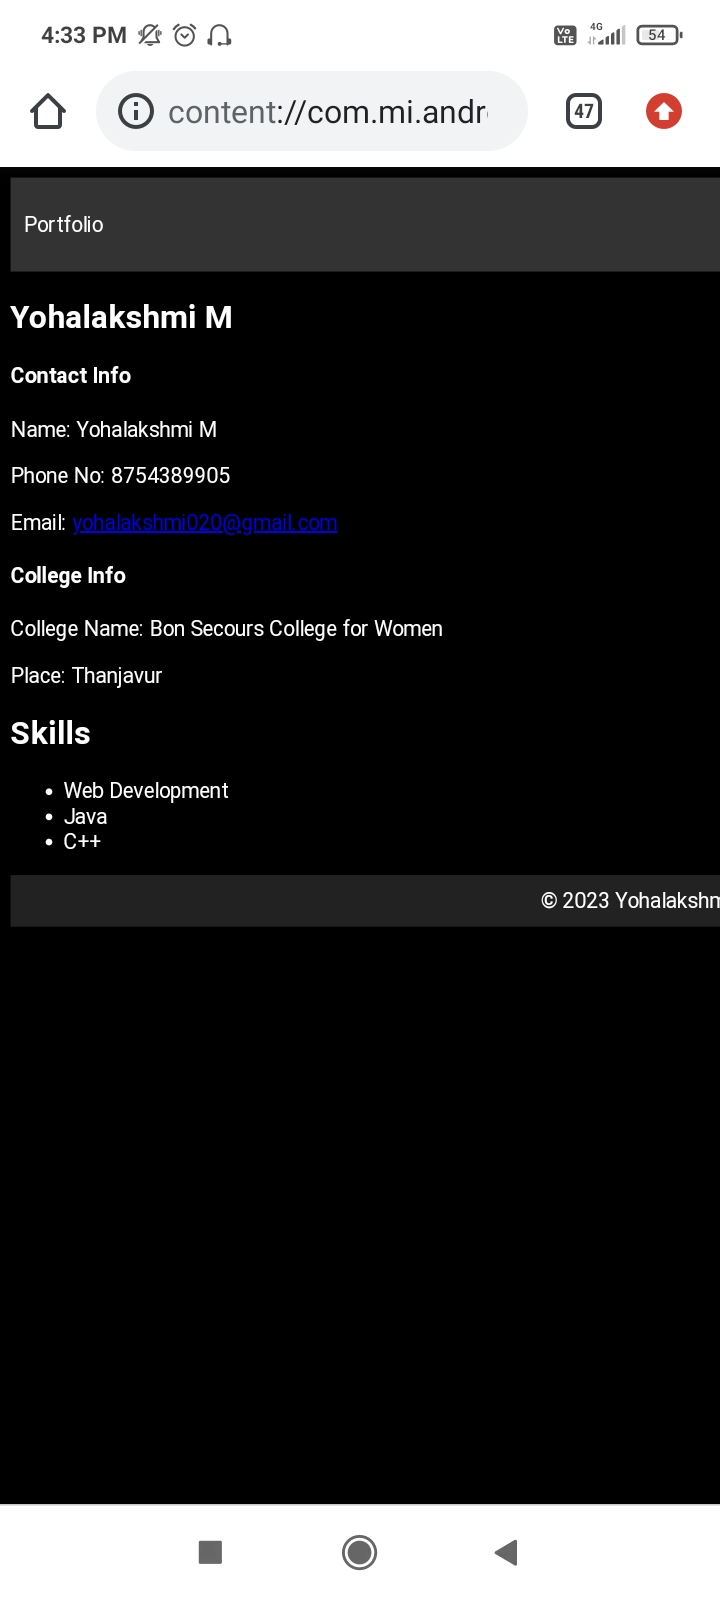 4:33 PM
Vo LTE
4G
54
content://com.mi.andr
47
Portfolio
Yohalakshmi M
Contact Info
Name: Yohalakshmi M
Phone No: 8754389905
Email: yohalakshmi020@gmail.com
College Info
College Name: Bon Secours College for Women
Place: Thanjavur
Skills
• Web Development
• Java
• C++
© 2023 Yohalakshm